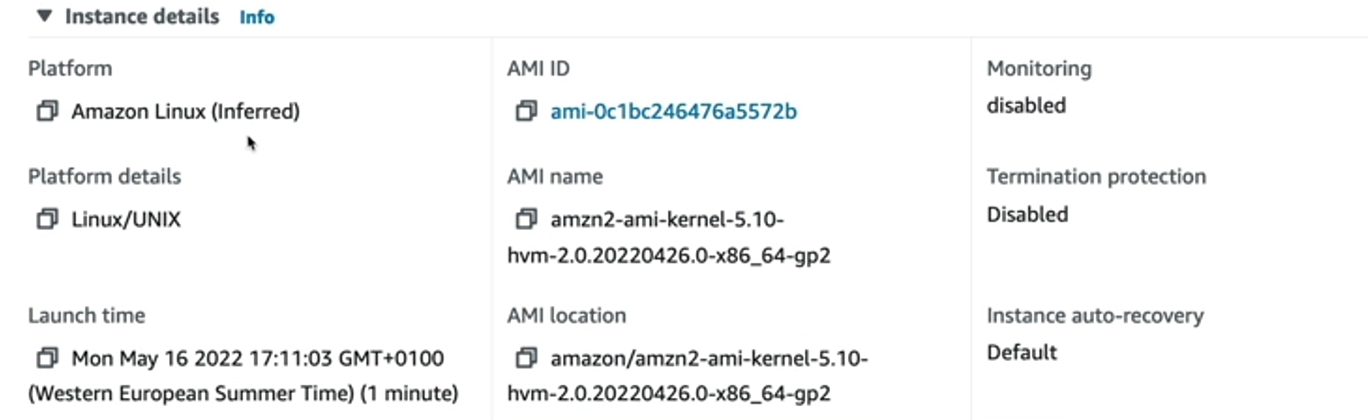 Instance details Info
Platform
Amazon Linux (Inferred)
Platform details
Linux/UNIX
Launch time
Mon May 16 2022 17:11:03 GMT+0100
(Western European Summer Time) (1 minute)
AMI ID
ami-0c1bc246476a5572b
AMI name
amzn2-ami-kernel-5.10-
hvm-2.0.20220426.0-x86_64-gp2
AMI location
amazon/amzn2-ami-kernel-5.10-
hvm-2.0.20220426.0-x86_64-gp2
Monitoring
disabled
Termination protection
Disabled
Instance auto-recovery
Default